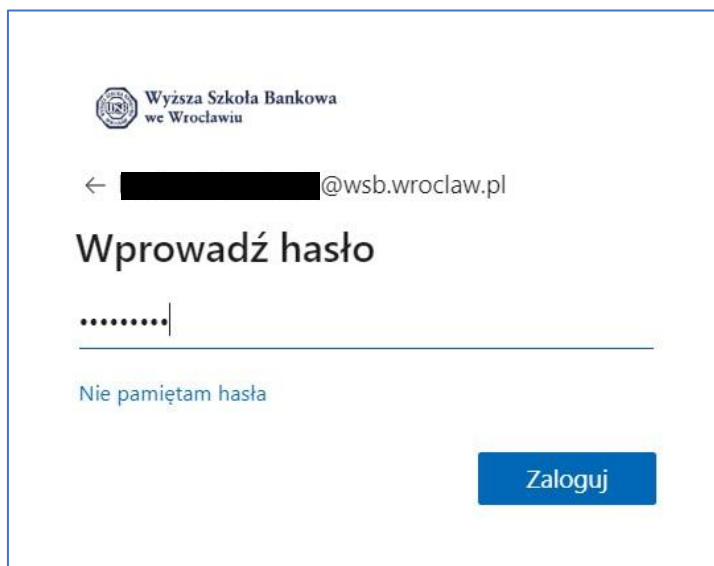 Wyższa Szkoła Bankowa
we Wrocławiu
@wsb.wroclaw.pl
Wprowadź hasło
Nie pamiętam hasła
Zaloguj